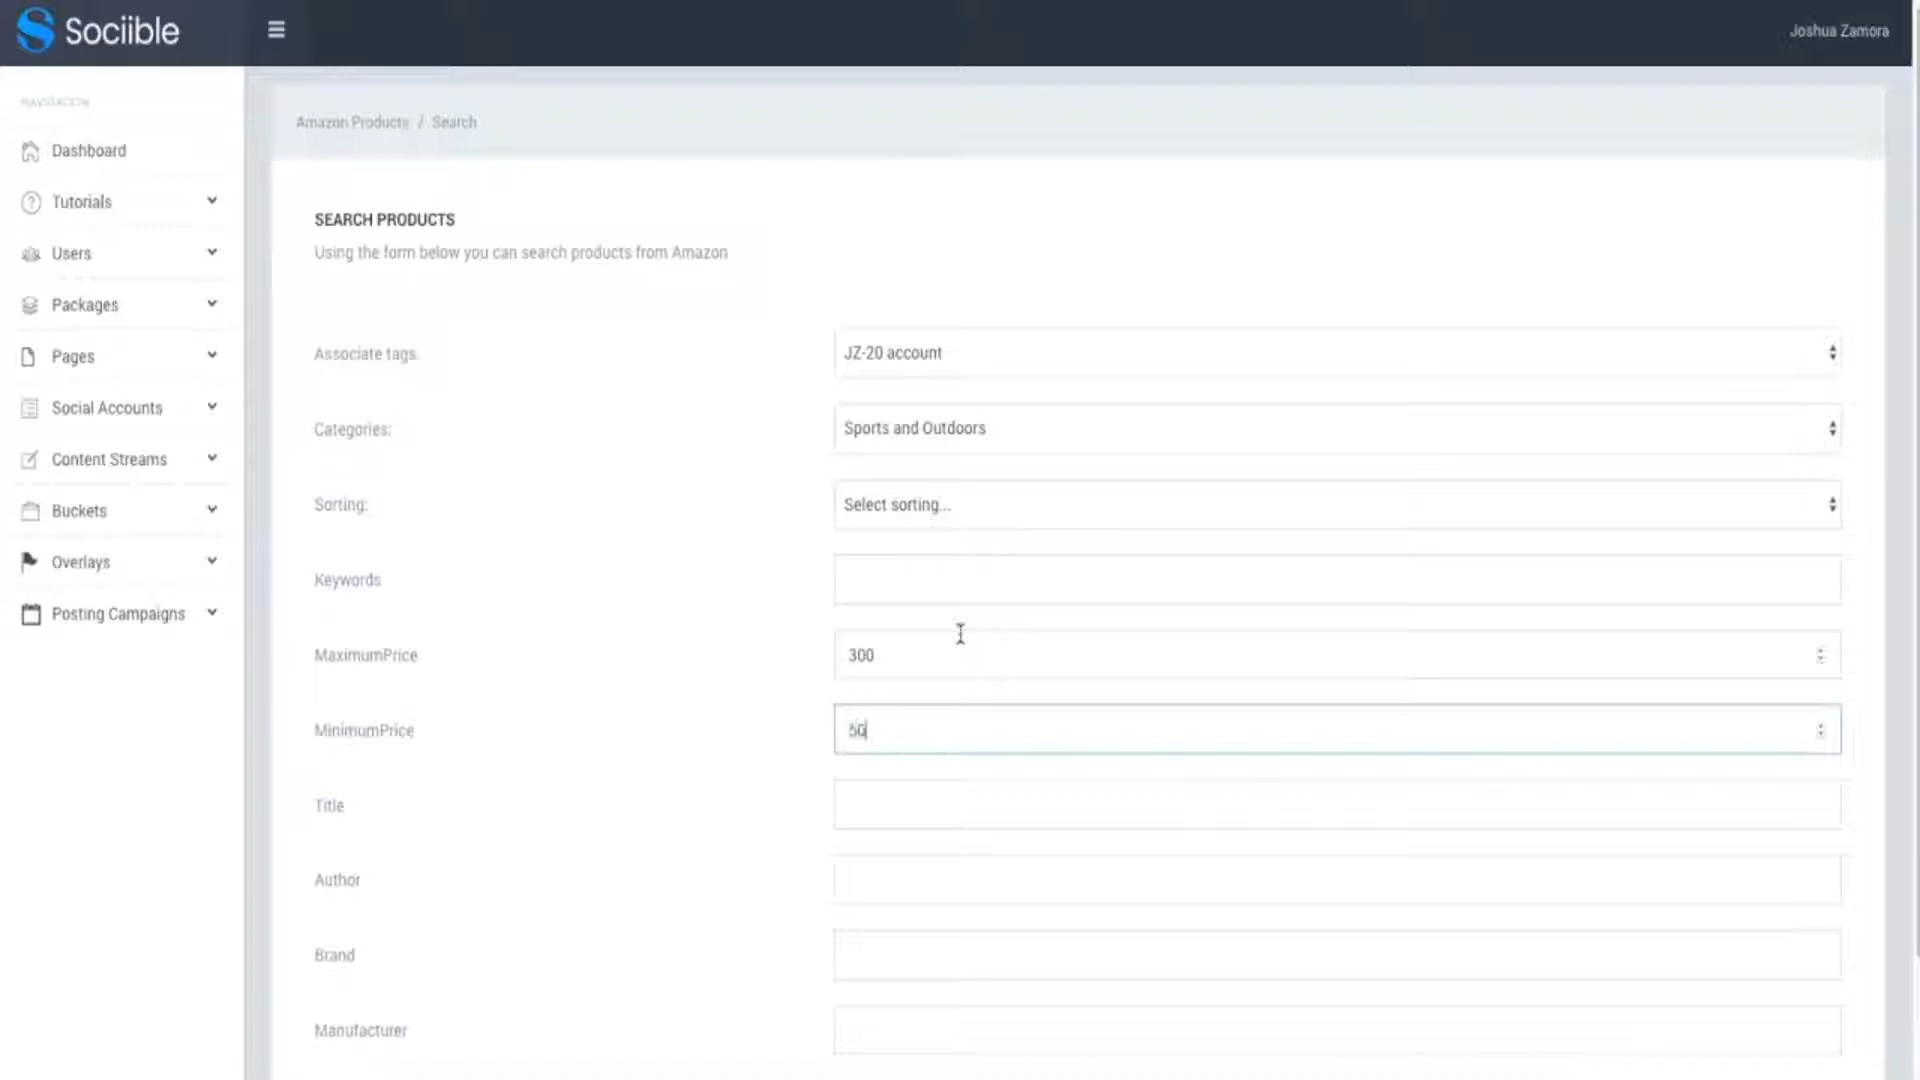 Sociible
Joshua Zamora
NAVIGATION
Amazon Products / Search
Dashboard
Tutorials
Users
Packages
Pages
Social Accounts
Content Streams
Buckets
Overlays
Posting Campaigns
SEARCH PRODUCTS
Using the form below you can search products from Amazon
Associate tags:
JZ-20 account
Categories:
Sports and Outdoors
Sorting:
Select sorting...
Keywords
MaximumPrice
300
MinimumPrice
50
Title
Author
Brand
Manufacturer